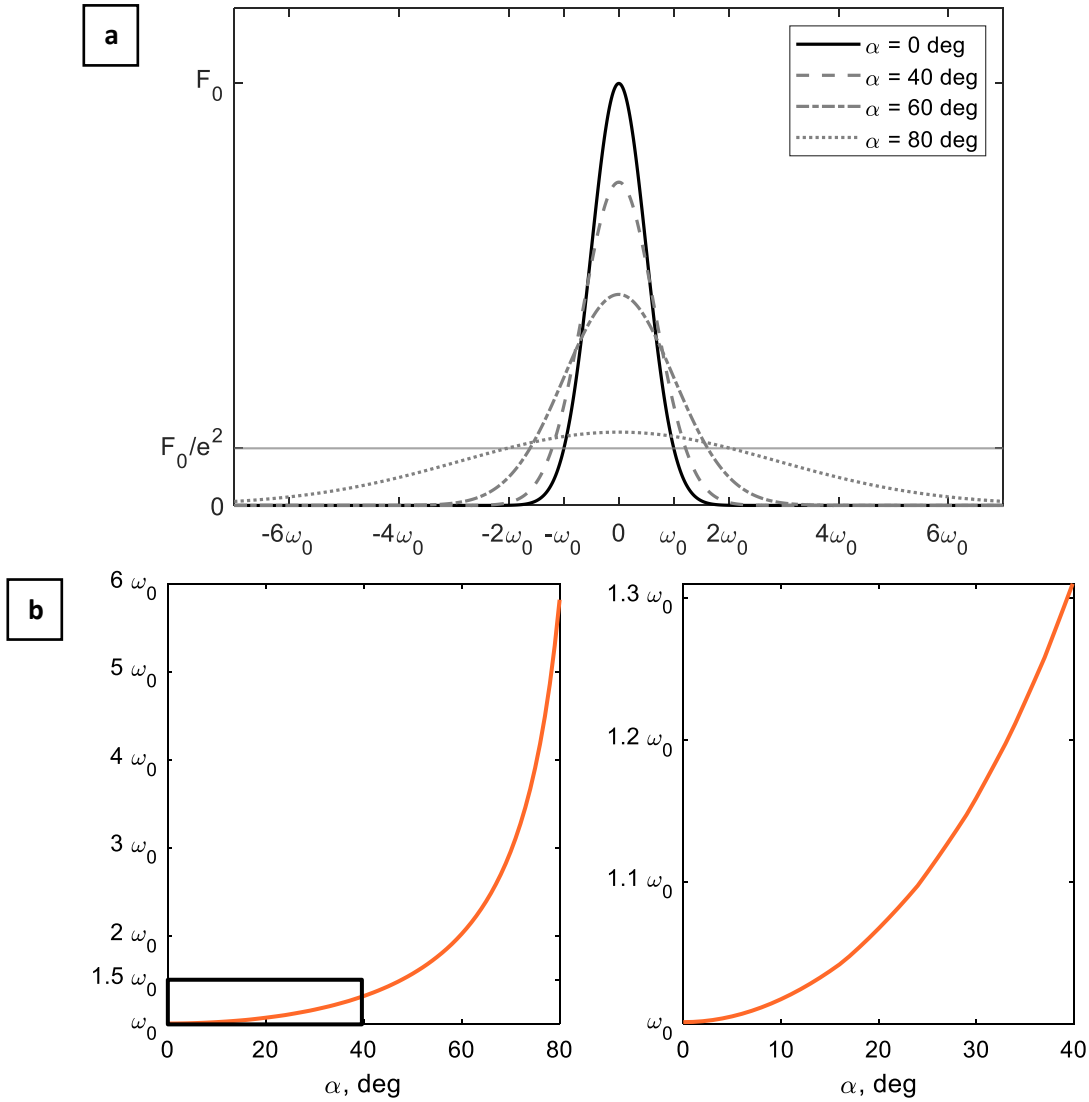 a
α = 0 deg
α = 40 deg
α = 60 deg
α = 80 deg
F₀
F₀/e²
0
-6ω₀ -4ω₀ -2ω₀ -ω₀ 0 ω₀ 2ω₀ 4ω₀ 6ω₀
b
6 ω₀
5 ω₀
4 ω₀
3 ω₀
2 ω₀
1.5 ω₀
ω₀
0 20 40 60 80
α, deg
1.3 ω₀
1.2 ω₀
1.1 ω₀
ω₀
0 10 20 30 40
α, deg